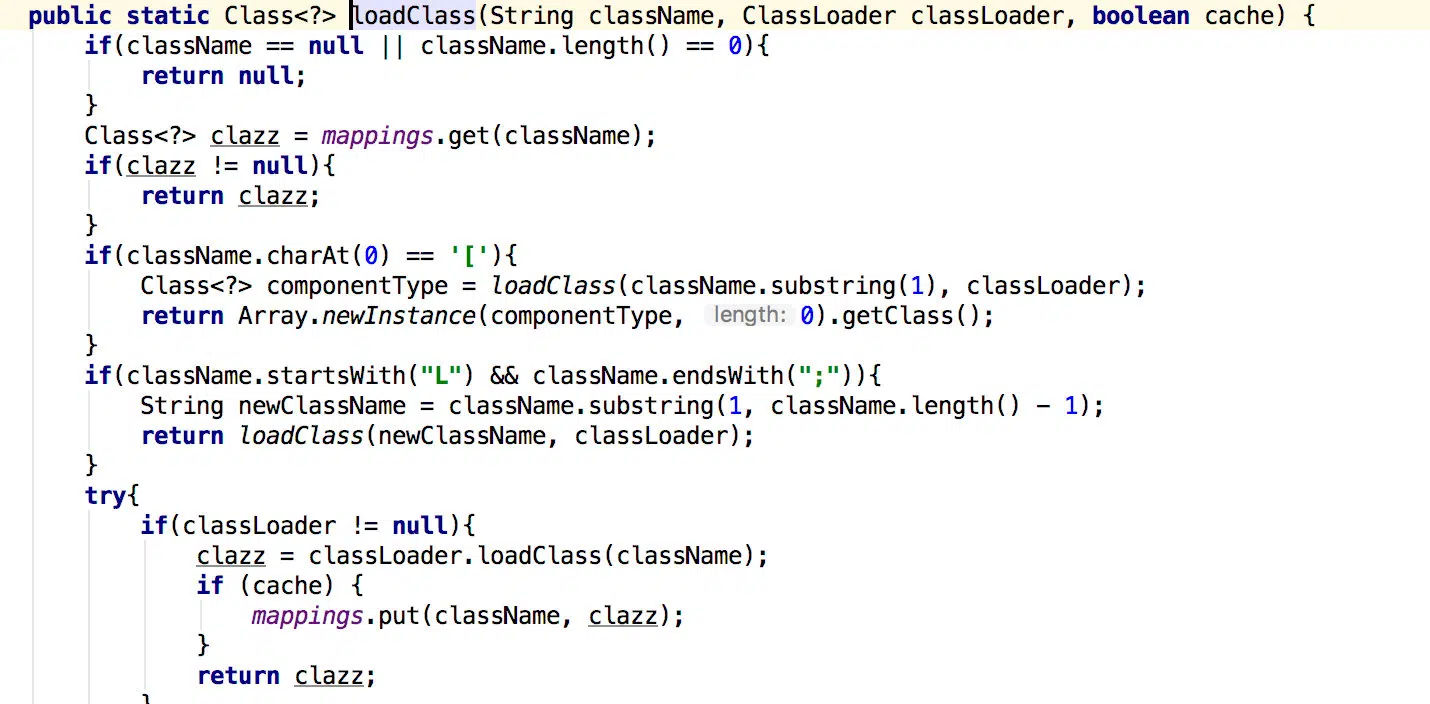 public static Class<?> loadClass(String className, ClassLoader classLoader, boolean cache) {
    if(className == null || className.length() == 0){
        return null;
    }
    Class<?> clazz = mappings.get(className);
    if(clazz != null){
        return clazz;
    }
    if(className.charAt(0) == '['){
        Class<?> componentType = loadClass(className.substring(1), classLoader);
        return Array.newInstance(componentType, length: 0).getClass();
    }
    if(className.startsWith("L") && className.endsWith(";")){
        String newClassName = className.substring(1, className.length() - 1);
        return loadClass(newClassName, classLoader);
    }
    try{
        if(classLoader != null){
            clazz = classLoader.loadClass(className);
            if (cache) {
                mappings.put(className, clazz);
            }
            return clazz;
        }